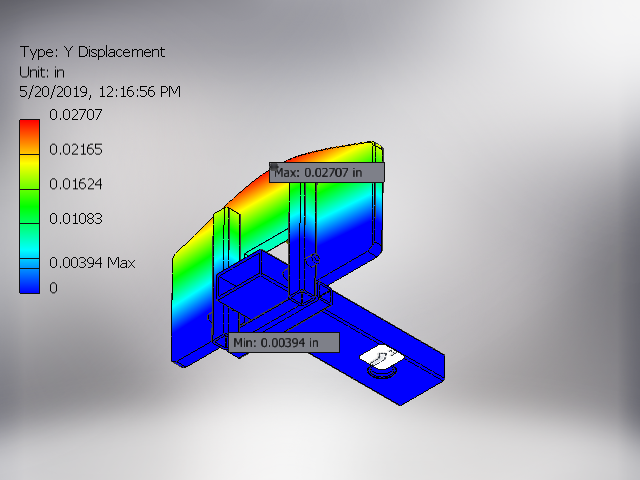 Type: Y Displacement
Unit: in
5/20/2019, 12:16:56 PM
0.02707
0.02165
0.01624
0.01083
0.00394 Max
0
Max: 0.02707 in
Min: 0.00394 in